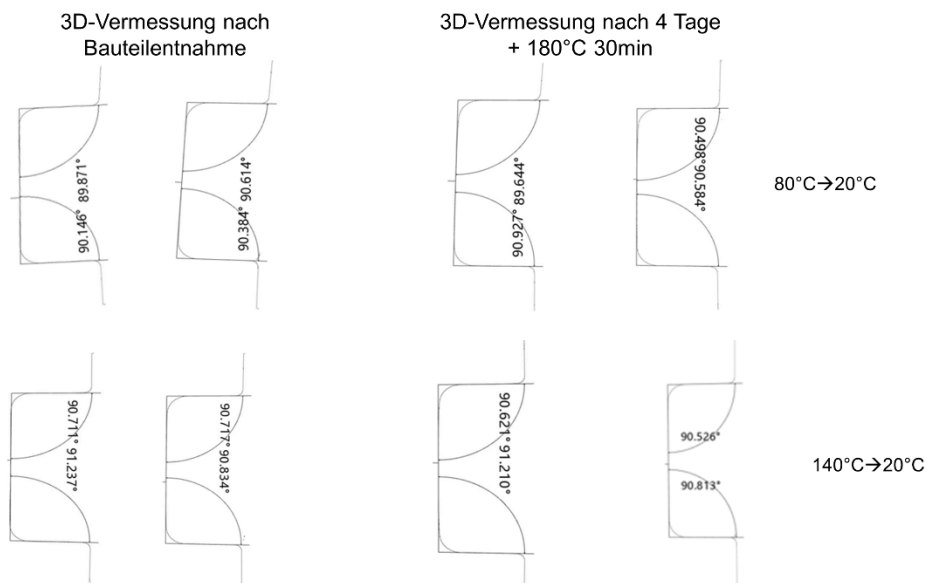 3D-Vermessung nach
Bauteilentnahme
3D-Vermessung nach 4 Tage
+ 180°C 30min
90.146° 89.871°
90.384° 90.614°
90.927° 89.644°
90.498°90.584°
80°C→20°C
90.711° 91.237°
90.717° 90.834°
90.621° 91.210°
90.526°
90.813°
140°C→20°C